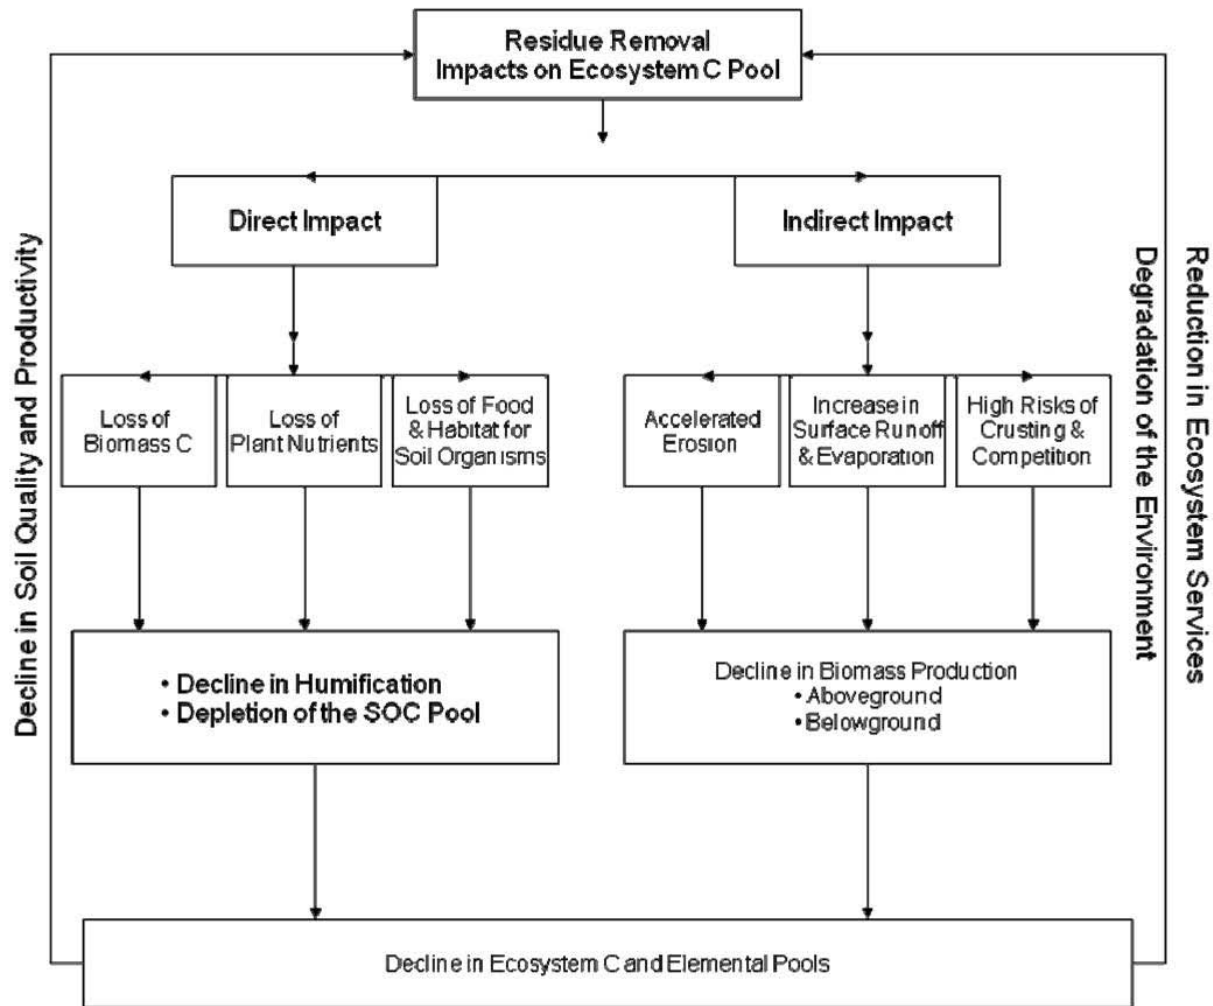 Residue Removal
Impacts on Ecosystem C Pool
Direct Impact
Indirect Impact
Loss of
Biomass C
Loss of
Plant Nutrients
Loss of Food
& Habitat for
Soil Organisms
Accelerated
Erosion
Increase in
Surface Runoff
& Evaporation
High Risks of
Crusting &
Competition
• Decline in Humification
• Depletion of the SOC Pool
Decline in Biomass Production
• Aboveground
• Belowground
Decline in Ecosystem C and Elemental Pools
Decline in Soil Quality and Productivity
Reduction in Ecosystem Services
Degradation of the Environment